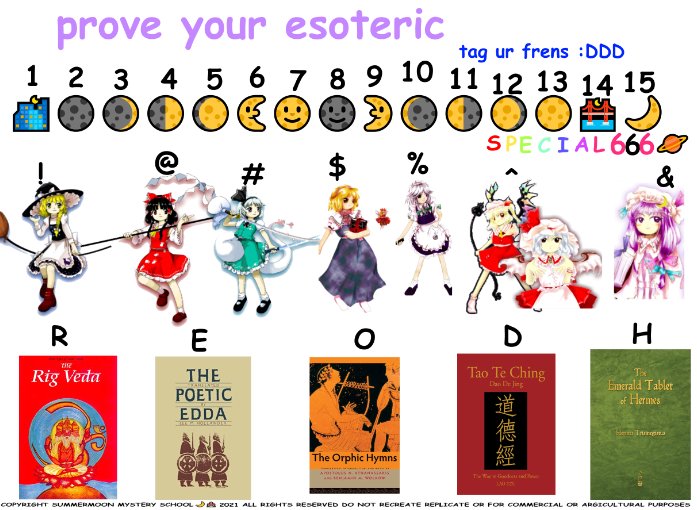 prove your esoteric
tag ur frens :DDD
1 2 3 4 5 6 7 8 9 10 11 12 13 14 15
SPECIAL 666
! @ # $ % ^ &
R E O D H
THE
Rig Veda
THE
POETIC
EDDA
The Orphic Hymns
Tao Te Ching
Dao De Jing
道
德
經
The Way to Goodness and Power
The
Emerald Tablet
of Hermes
Hermes Trismegistus
COPYRIGHT SUMMERMOON MYSTERY SCHOOL 2021 ALL RIGHTS RESERVED DO NOT RECREATE REPLICATE OR FOR COMMERCIAL OR ARGICULTURAL PURPOSES